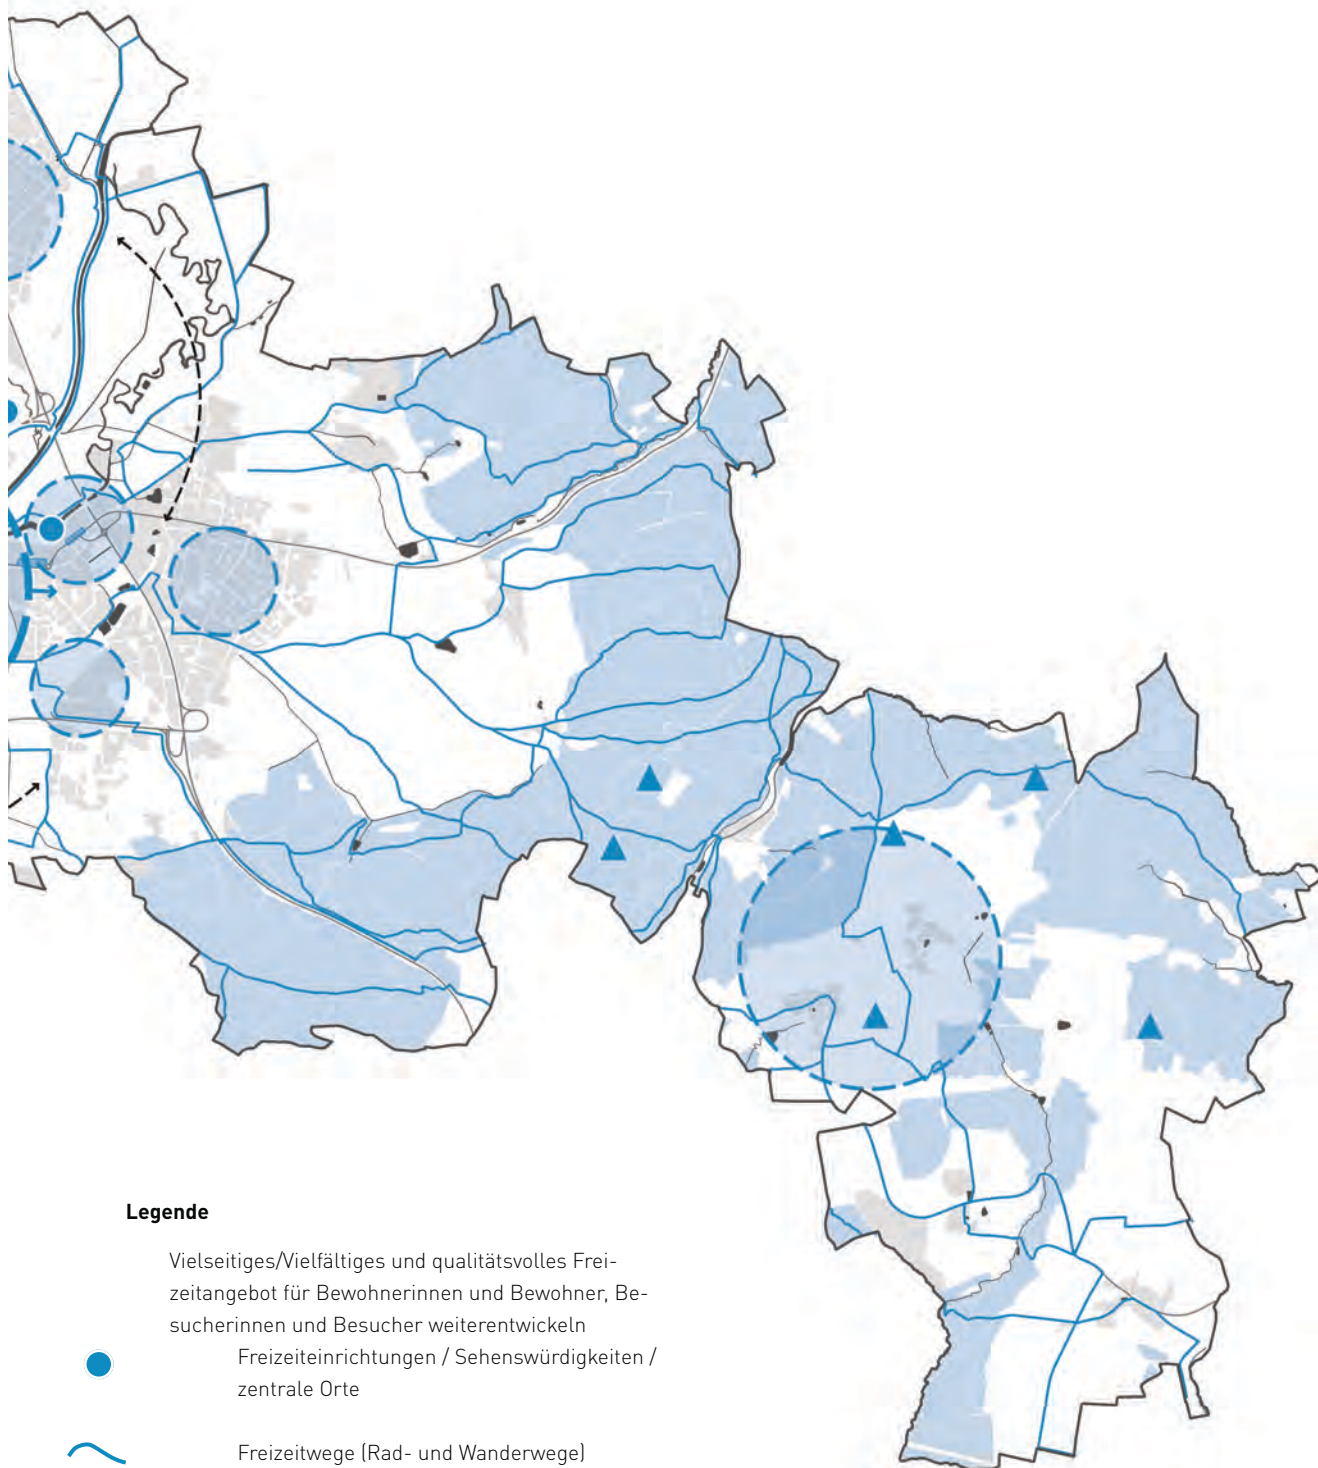 Legende
Vielseitiges/Vielfältiges und qualitätsvolles Frei-
zeitangebot für Bewohnerinnen und Bewohner, Be-
sucherinnen und Besucher weiterentwickeln
Freizeiteinrichtungen / Sehenswürdigkeiten /
zentrale Orte
Freizeitwege (Rad- und Wanderwege)